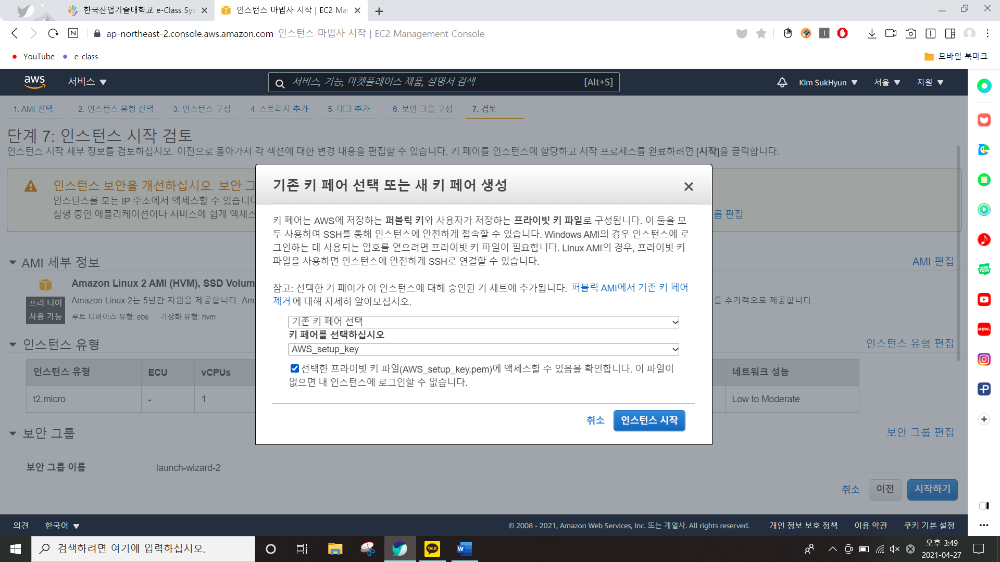 한국산업기술대학교 e-Class Sys
인스턴스 마법사 시작 | EC2 Ma
ap-northeast-2.console.aws.amazon.com 인스턴스 마법사 시작 | EC2 Management Console
YouTube
e-class
모바일 북마크
aws
서비스
서비스, 기능, 마켓플레이스 제품, 설명서 검색
[Alt+S]
Kim SukHyun
서울
지원
1. AMI 선택
2. 인스턴스 유형 선택
3. 인스턴스 구성
4. 스토리지 추가
5. 태그 추가
6. 보안 그룹 구성
7. 검토
단계 7: 인스턴스 시작 검토
인스턴스 시작 세부 정보를 검토하십시오. 이전으로 돌아가서 각 섹션에 대한 변경 내용을 편집할 수 있습니다. 키 페어를 인스턴스에 할당하고 시작 프로세스를 완료하려면 [시작]을 클릭합니다.
인스턴스 보안을 개선하십시오. 보안 그
인스턴스를 모든 IP 주소에서 액세스할 수 있습니다
실행 중인 애플리케이션이나 서비스에 쉽게 액세스
룹 편집
기존 키 페어 선택 또는 새 키 페어 생성
키 페어는 AWS에 저장하는 퍼블릭 키와 사용자가 저장하는 프라이빗 키 파일로 구성됩니다. 이 둘을 모
두 사용하여 SSH를 통해 인스턴스에 안전하게 접속할 수 있습니다. Windows AMI의 경우 인스턴스에 로
그인하는 데 사용되는 암호를 얻으려면 프라이빗 키 파일이 필요합니다. Linux AMI의 경우, 프라이빗 키
파일을 사용하면 인스턴스에 안전하게 SSH로 연결할 수 있습니다.
참고: 선택한 키 페어가 이 인스턴스에 대해 승인된 키 세트에 추가됩니다. 퍼블릭 AMI에서 기존 키 페어
제거 에 대해 자세히 알아보십시오.
기존 키 페어 선택
키 페어를 선택하십시오
AWS_setup_key
선택한 프라이빗 키 파일(AWS_setup_key.pem)에 액세스할 수 있음을 확인합니다. 이 파일이
없으면 내 인스턴스에 로그인할 수 없습니다.
취소
인스턴스 시작
AMI 세부 정보
AMI 편집
Amazon Linux 2 AMI (HVM), SSD Volum
프리 티어
사용 가능
Amazon Linux 2는 5년간 지원을 제공합니다. Am
를 추가적으로 제공합니다.
루트 디바이스 유형: ebs
가상화 유형: hvm
인스턴스 유형
인스턴스 유형 편집
인스턴스 유형
ECU
vCPUs
네트워크 성능
t2.micro
-
1
Low to Moderate
보안 그룹
보안 그룹 편집
보안 그룹 이름
launch-wizard-2
취소
이전
시작하기
의견
한국어
© 2008 - 2021, Amazon Web Services, Inc. 또는 계열사. All rights reserved.
개인 정보 보호 정책
이용 약관
쿠키 기본 설정
WEB
TOON
NOW.
검색하려면 여기에 입력하십시오.
TALK
W
오후 3:49
2021-04-27